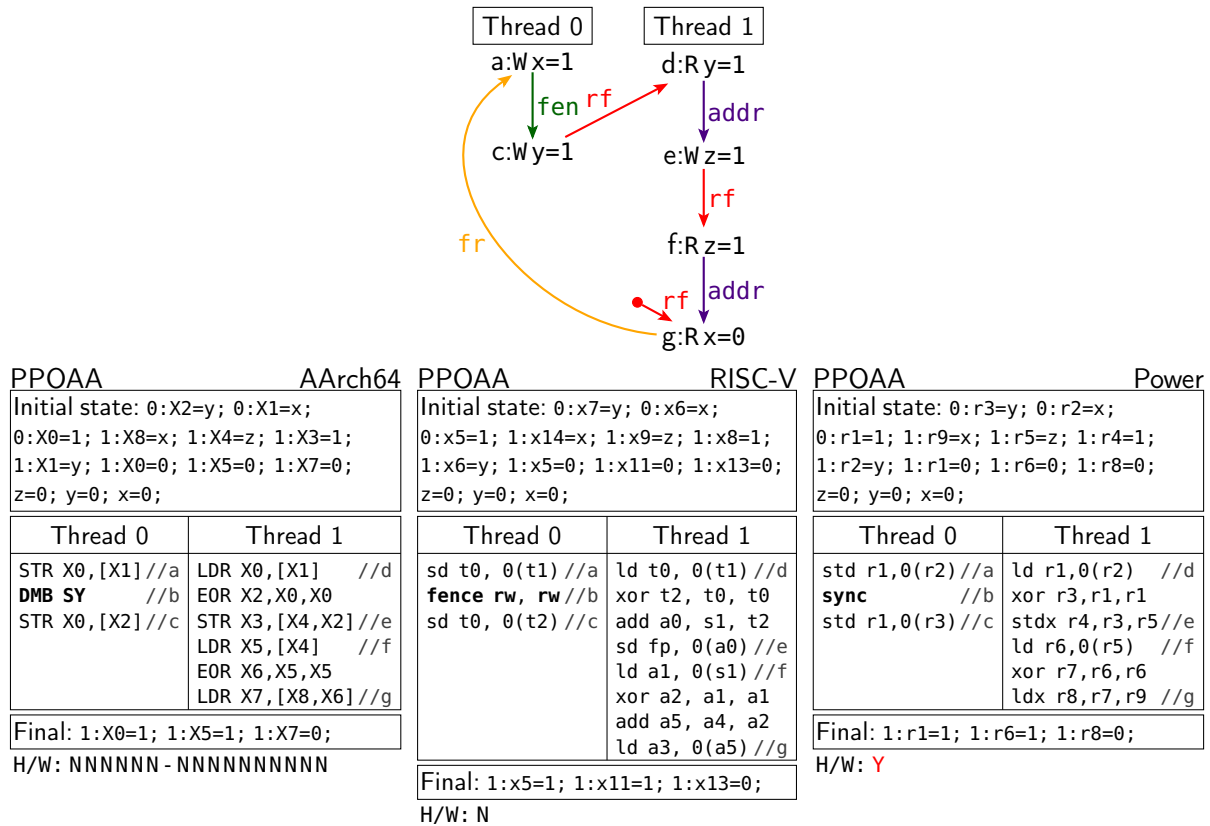 Thread 0
Thread 1
a:W x=1
d:R y=1
fen
rf
addr
c:W y=1
e:W z=1
rf
fr
f:R z=1
rf
addr
g:R x=0
PPOAA AArch64
Initial state: 0:X2=y; 0:X1=x;
0:X0=1; 1:X8=x; 1:X4=z; 1:X3=1;
1:X1=y; 1:X0=0; 1:X5=0; 1:X7=0;
z=0; y=0; x=0;
Thread 0 Thread 1
STR X0,[X1]//a LDR X0,[X1] //d
DMB SY //b EOR X2,X0,X0
STR X0,[X2]//c STR X3,[X4,X2]//e
LDR X5,[X4] //f
EOR X6,X5,X5
LDR X7,[X8,X6]//g
Final: 1:X0=1; 1:X5=1; 1:X7=0;
H/W: NNNNNN-NNNNNNNNNN
PPOAA RISC-V
Initial state: 0:x7=y; 0:x6=x;
0:x5=1; 1:x14=x; 1:x9=z; 1:x8=1;
1:x6=y; 1:x5=0; 1:x11=0; 1:x13=0;
z=0; y=0; x=0;
Thread 0 Thread 1
sd t0, 0(t1)//a ld t0, 0(t1)//d
fence rw, rw//b xor t2, t0, t0
sd t0, 0(t2)//c add a0, s1, t2
sd fp, 0(a0)//e
ld a1, 0(s1)//f
xor a2, a1, a1
add a5, a4, a2
ld a3, 0(a5)//g
Final: 1:x5=1; 1:x11=1; 1:x13=0;
H/W: N
PPOAA Power
Initial state: 0:r3=y; 0:r2=x;
0:r1=1; 1:r9=x; 1:r5=z; 1:r4=1;
1:r2=y; 1:r1=0; 1:r6=0; 1:r8=0;
z=0; y=0; x=0;
Thread 0 Thread 1
std r1,0(r2)//a ld r1,0(r2) //d
sync //b xor r3,r1,r1
std r1,0(r3)//c stdx r4,r3,r5//e
ld r6,0(r5) //f
xor r7,r6,r6
ldx r8,r7,r9 //g
Final: 1:r1=1; 1:r6=1; 1:r8=0;
H/W: Y